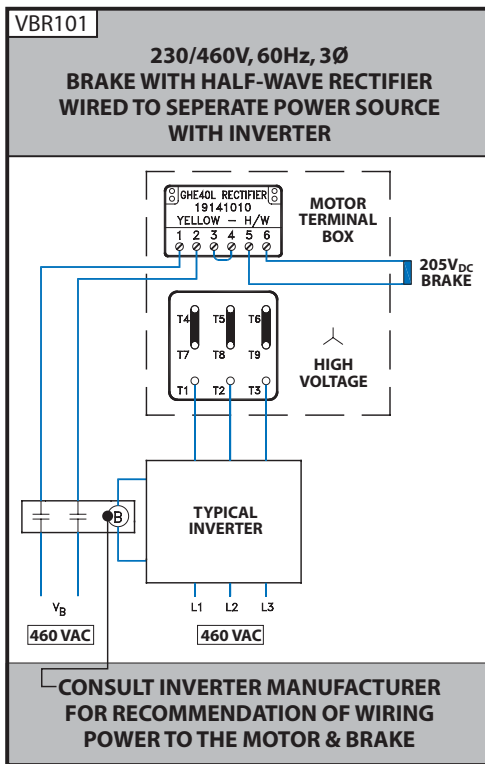 VBR101
230/460V, 60Hz, 3Ø
BRAKE WITH HALF-WAVE RECTIFIER
WIRED TO SEPERATE POWER SOURCE
WITH INVERTER
GHE40L RECTIFIER
19141010
YELLOW – H/W
1 2 3 4 5 6
MOTOR
TERMINAL
BOX
205VDC
BRAKE
T4 T5 T6
T7 T8 T9
T1 T2 T3
HIGH
VOLTAGE
TYPICAL
INVERTER
B
VB
L1 L2 L3
460 VAC
460 VAC
CONSULT INVERTER MANUFACTURER
FOR RECOMMENDATION OF WIRING
POWER TO THE MOTOR & BRAKE